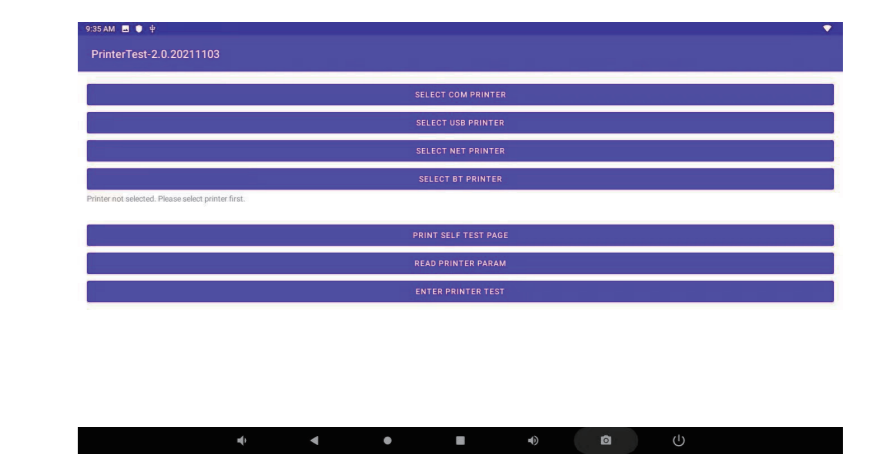 9:35 AM
PrinterTest-2.0.20211103
SELECT COM PRINTER
SELECT USB PRINTER
SELECT NET PRINTER
SELECT BT PRINTER
Printer not selected. Please select printer first.
PRINT SELF TEST PAGE
READ PRINTER PARAM
ENTER PRINTER TEST